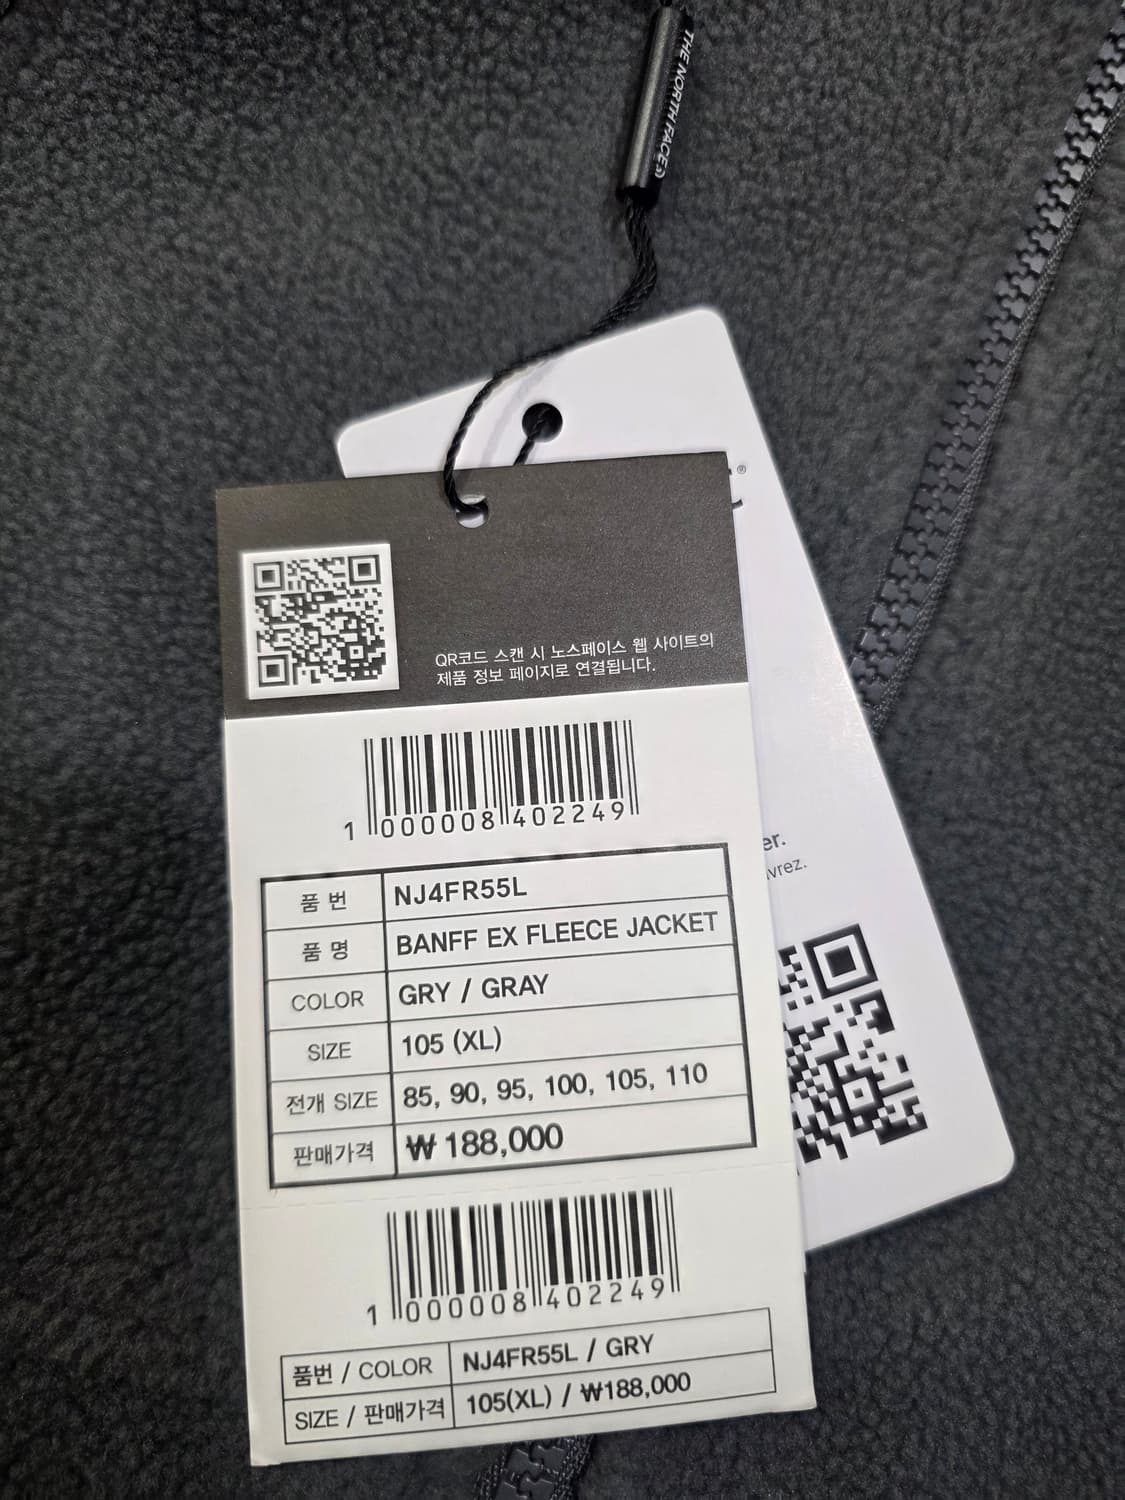 THE NORTH FACE
®
QR코드 스캔 시 노스페이스 웹 사이트의
제품 정보 페이지로 연결됩니다.
1 000008 402249
품 번 NJ4FR55L
품 명 BANFF EX FLEECE JACKET
COLOR GRY / GRAY
SIZE 105 (XL)
전개 SIZE 85, 90, 95, 100, 105, 110
판매가격 ₩ 188,000
1 000008 402249
품번 / COLOR NJ4FR55L / GRY
SIZE / 판매가격 105(XL) / ₩188,000
er.
vrez.